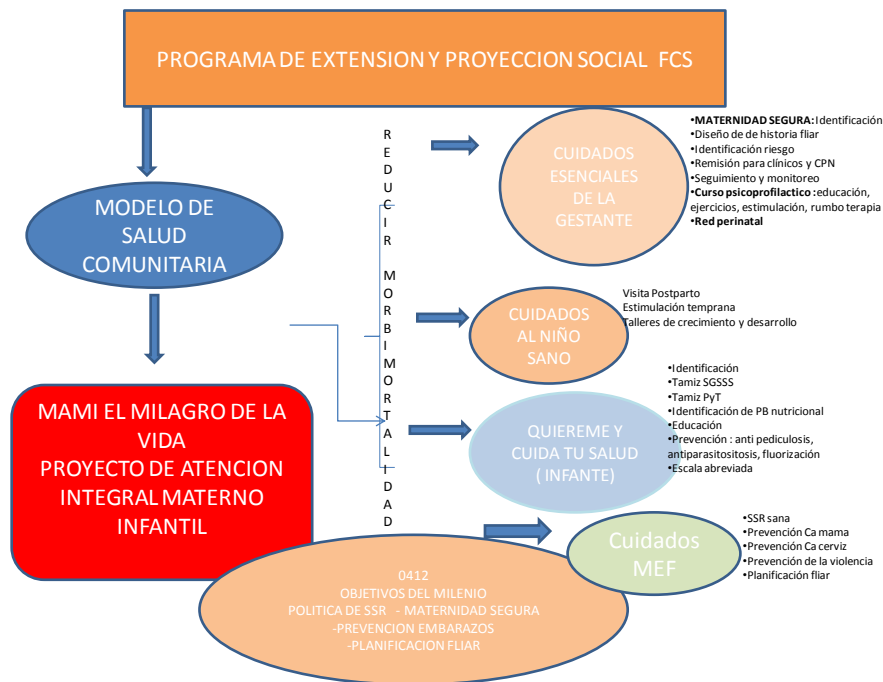 PROGRAMA DE EXTENSION Y PROYECCION SOCIAL FCS
MODELO DE
SALUD
COMUNITARIA
MAMI EL MILAGRO DE LA
VIDA
PROYECTO DE ATENCION
INTEGRAL MATERNO
INFANTIL
REDUCIR MORBIMORTALIDAD
CUIDADOS
ESENCIALES
DE LA
GESTANTE
•MATERNIDAD SEGURA: Identificación
•Diseño de de historia fliar
•Identificación riesgo
•Remisión para clínicos y CPN
•Seguimiento y monitoreo
•Curso psicoprofilactico : educación,
ejercicios, estimulación, rumbo terapia
•Red perinatal
CUIDADOS
AL NIÑO
SANO
Visita Postparto
Estimulación temprana
Talleres de crecimiento y desarrollo
QUIEREME Y
CUIDA TU SALUD
( INFANTE)
•Identificación
•Tamiz SGSSS
•Tamiz PyT
•Identificación de PB nutricional
•Educación
•Prevención : anti pediculosis,
antiparasitositosis, fluorización
•Escala abreviada
Cuidados
MEF
•SSR sana
•Prevención Ca mama
•Prevención Ca cerviz
•Prevención de la violencia
•Planificación fliar
0412
OBJETIVOS DEL MILENIO
POLITICA DE SSR - MATERNIDAD SEGURA
-PREVENCION EMBARAZOS
-PLANIFICACION FLIAR